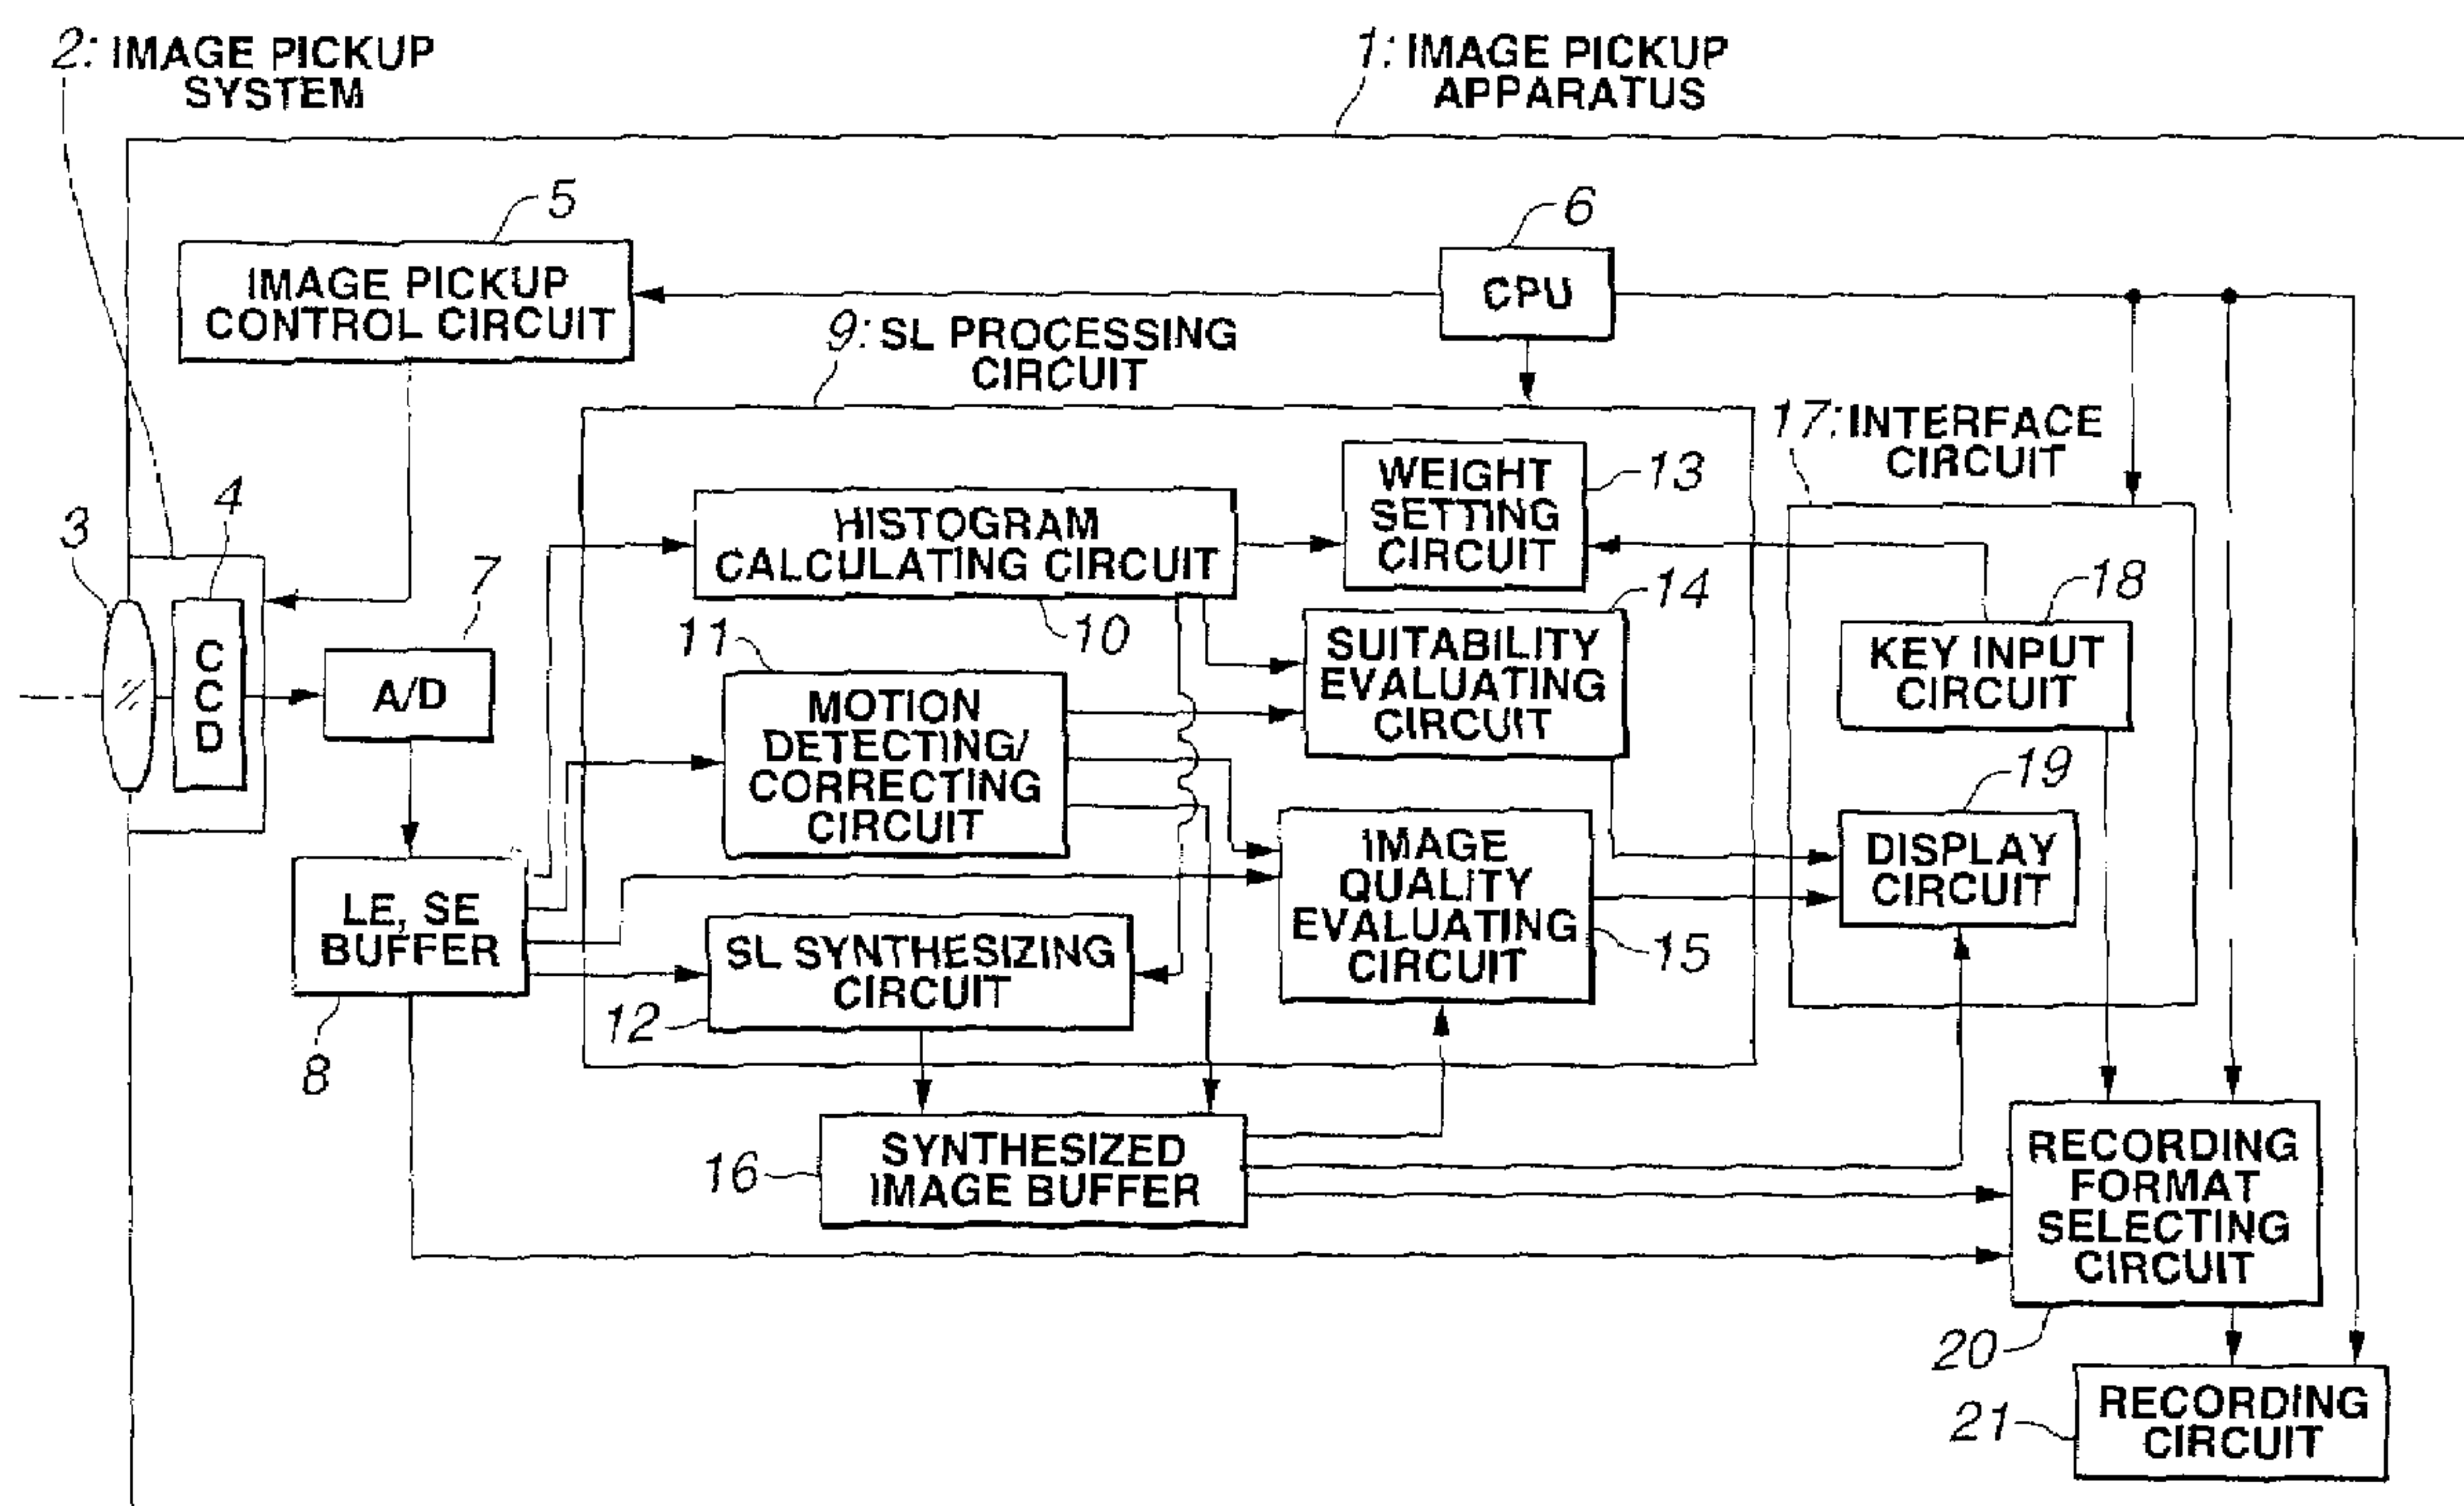 2: IMAGE PICKUP
SYSTEM
1: IMAGE PICKUP
APPARATUS
5
IMAGE PICKUP
CONTROL CIRCUIT
6
CPU
9: SL PROCESSING
CIRCUIT
17: INTERFACE
CIRCUIT
3
4
CCD
7
A/D
HISTOGRAM
CALCULATING CIRCUIT
10
WEIGHT
SETTING
CIRCUIT
13
11
MOTION
DETECTING/
CORRECTING
CIRCUIT
14
SUITABILITY
EVALUATING
CIRCUIT
18
KEY INPUT
CIRCUIT
19
DISPLAY
CIRCUIT
LE, SE
BUFFER
8
SL SYNTHESIZING
CIRCUIT
12
IMAGE
QUALITY
EVALUATING
CIRCUIT
15
16
SYNTHESIZED
IMAGE BUFFER
RECORDING
FORMAT
SELECTING
CIRCUIT
20
21
RECORDING
CIRCUIT